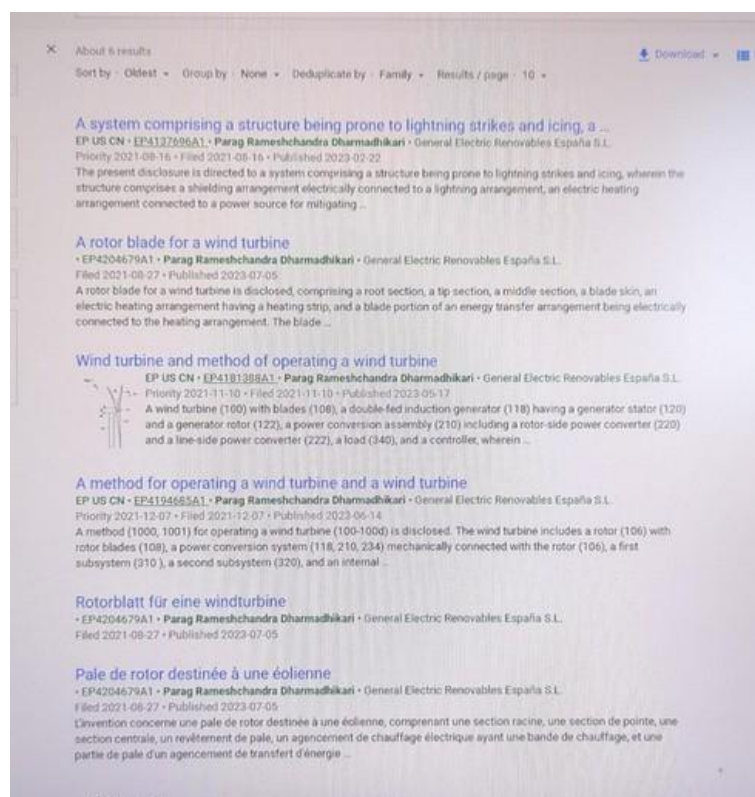 About 6 results
Download
Sort by · Oldest Group by · None Deduplicate by · Family Results / page · 10
A system comprising a structure being prone to lightning strikes and icing, a ...
EP US CN · EP4137696A1 · Parag Rameshchandra Dharmadhikari · General Electric Renovables España S.L.
Priority 2021-08-16 · Filed 2021-08-16 · Published 2023-02-22
The present disclosure is directed to a system comprising a structure being prone to lightning strikes and icing, wherein the
structure comprises a shielding arrangement electrically connected to a lightning arrangement, an electric heating
arrangement connected to a power source for mitigating ...
A rotor blade for a wind turbine
· EP4204679A1 · Parag Rameshchandra Dharmadhikari · General Electric Renovables España S.L.
Filed 2021-08-27 · Published 2023-07-05
A rotor blade for a wind turbine is disclosed, comprising a root section, a tip section, a middle section, a blade skin, an
electric heating arrangement having a heating strip, and a blade portion of an energy transfer arrangement being electrically
connected to the heating arrangement. The blade ...
Wind turbine and method of operating a wind turbine
EP US CN · EP4181388A1 · Parag Rameshchandra Dharmadhikari · General Electric Renovables España S.L.
Priority 2021-11-10 · Filed 2021-11-10 · Published 2023-05-17
A wind turbine (100) with blades (108), a double-fed induction generator (118) having a generator stator (120)
and a generator rotor (122), a power conversion assembly (210) including a rotor-side power converter (220)
and a line-side power converter (222), a load (340), and a controller, wherein ...
A method for operating a wind turbine and a wind turbine
EP US CN · EP4194685A1 · Parag Rameshchandra Dharmadhikari · General Electric Renovables España S.L.
Priority 2021-12-07 · Filed 2021-12-07 · Published 2023-06-14
A method (1000, 1001) for operating a wind turbine (100-100d) is disclosed. The wind turbine includes a rotor (106) with
rotor blades (108), a power conversion system (118, 210, 234) mechanically connected with the rotor (106), a first
subsystem (310 ), a second subsystem (320), and an internal ...
Rotorblatt für eine windturbine
· EP4204679A1 · Parag Rameshchandra Dharmadhikari · General Electric Renovables España S.L.
Filed 2021-08-27 · Published 2023-07-05
Pale de rotor destinée à une éolienne
· EP4204679A1 · Parag Rameshchandra Dharmadhikari · General Electric Renovables España S.L.
Filed 2021-08-27 · Published 2023-07-05
L'invention concerne une pale de rotor destinée à une éolienne, comprenant une section racine, une section de pointe, une
section centrale, un revêtement de pale, un agencement de chauffage électrique ayant une bande de chauffage, et une
partie de pale d'un agencement de transfert d'énergie ...